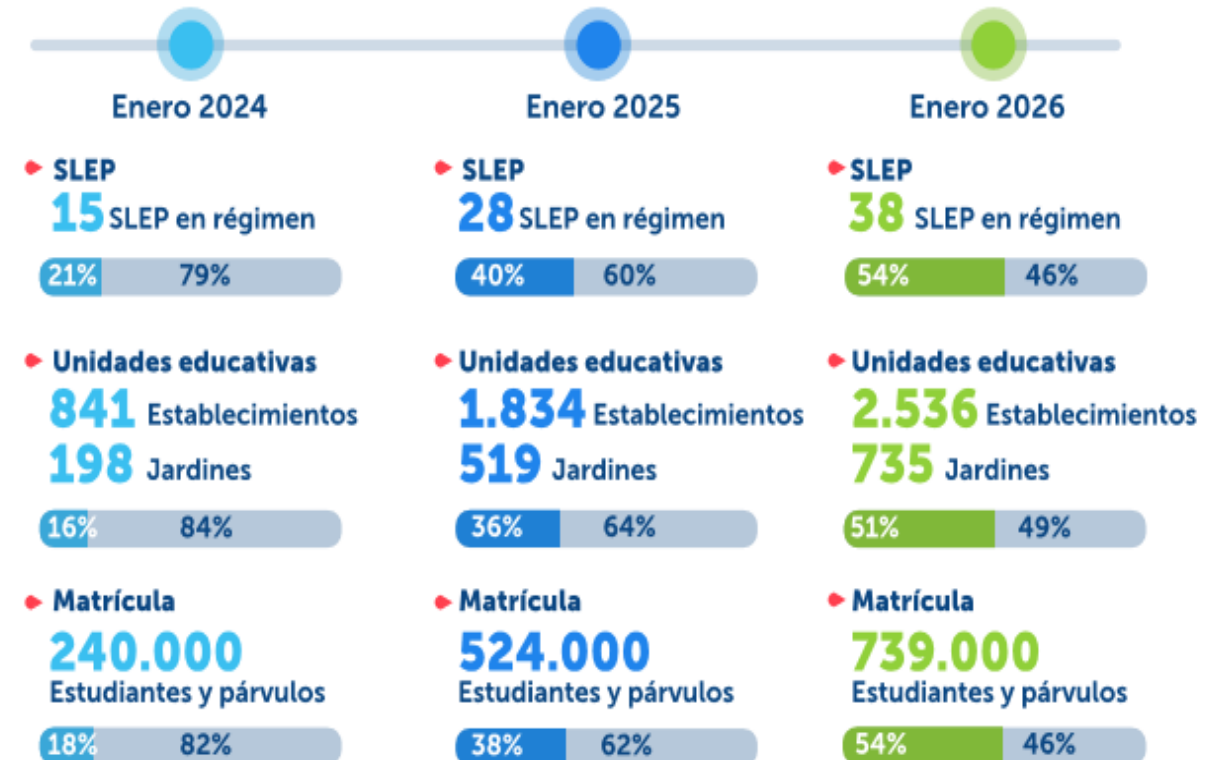 Enero 2024
SLEP
15 SLEP en régimen
21% 79%
Unidades educativas
841 Establecimientos
198 Jardines
16% 84%
Matrícula
240.000
Estudiantes y párvulos
18% 82%
Enero 2025
SLEP
28 SLEP en régimen
40% 60%
Unidades educativas
1.834 Establecimientos
519 Jardines
36% 64%
Matrícula
524.000
Estudiantes y párvulos
38% 62%
Enero 2026
SLEP
38 SLEP en régimen
54% 46%
Unidades educativas
2.536 Establecimientos
735 Jardines
51% 49%
Matrícula
739.000
Estudiantes y párvulos
54% 46%